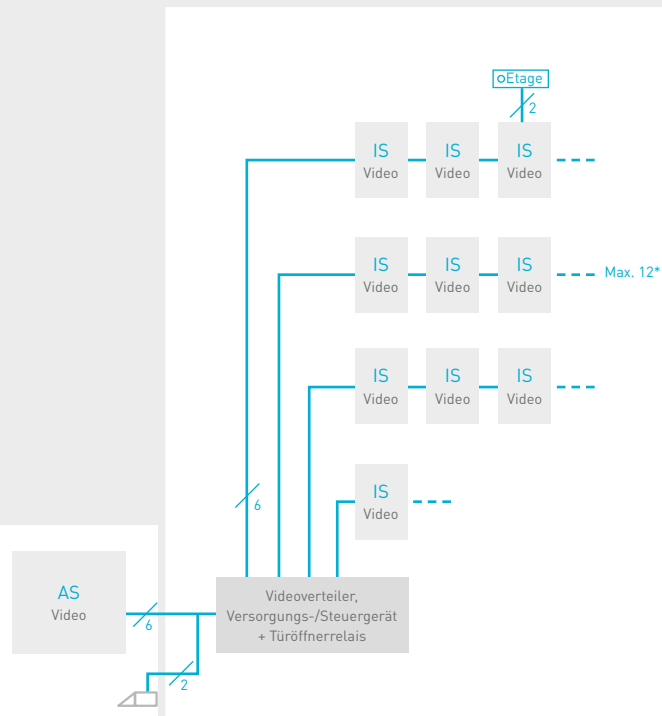 Etage
2
IS
Video
IS
Video
IS
Video
IS
Video
IS
Video
IS
Video
Max. 12*
IS
Video
IS
Video
IS
Video
IS
Video
6
AS
Video
6
Videoverteiler,
Versorgungs-/Steuergerät
+ Türöffnerrelais
2